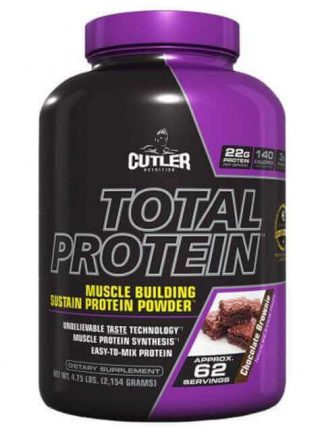 CUTLER
NUTRITION
22G
PROTEIN
PER SERVING
140
CALORIES
TOTAL
PROTEIN
MUSCLE BUILDING
SUSTAIN PROTEIN POWDER
UNBELIEVABLE TASTE TECHNOLOGY
MUSCLE PROTEIN SYNTHESIS
EASY-TO-MIX PROTEIN
DIETARY SUPPLEMENT
NET WT. 4.75 LBS. (2,154 GRAMS)
APPROX.
62
SERVINGS
Chocolate Brownie